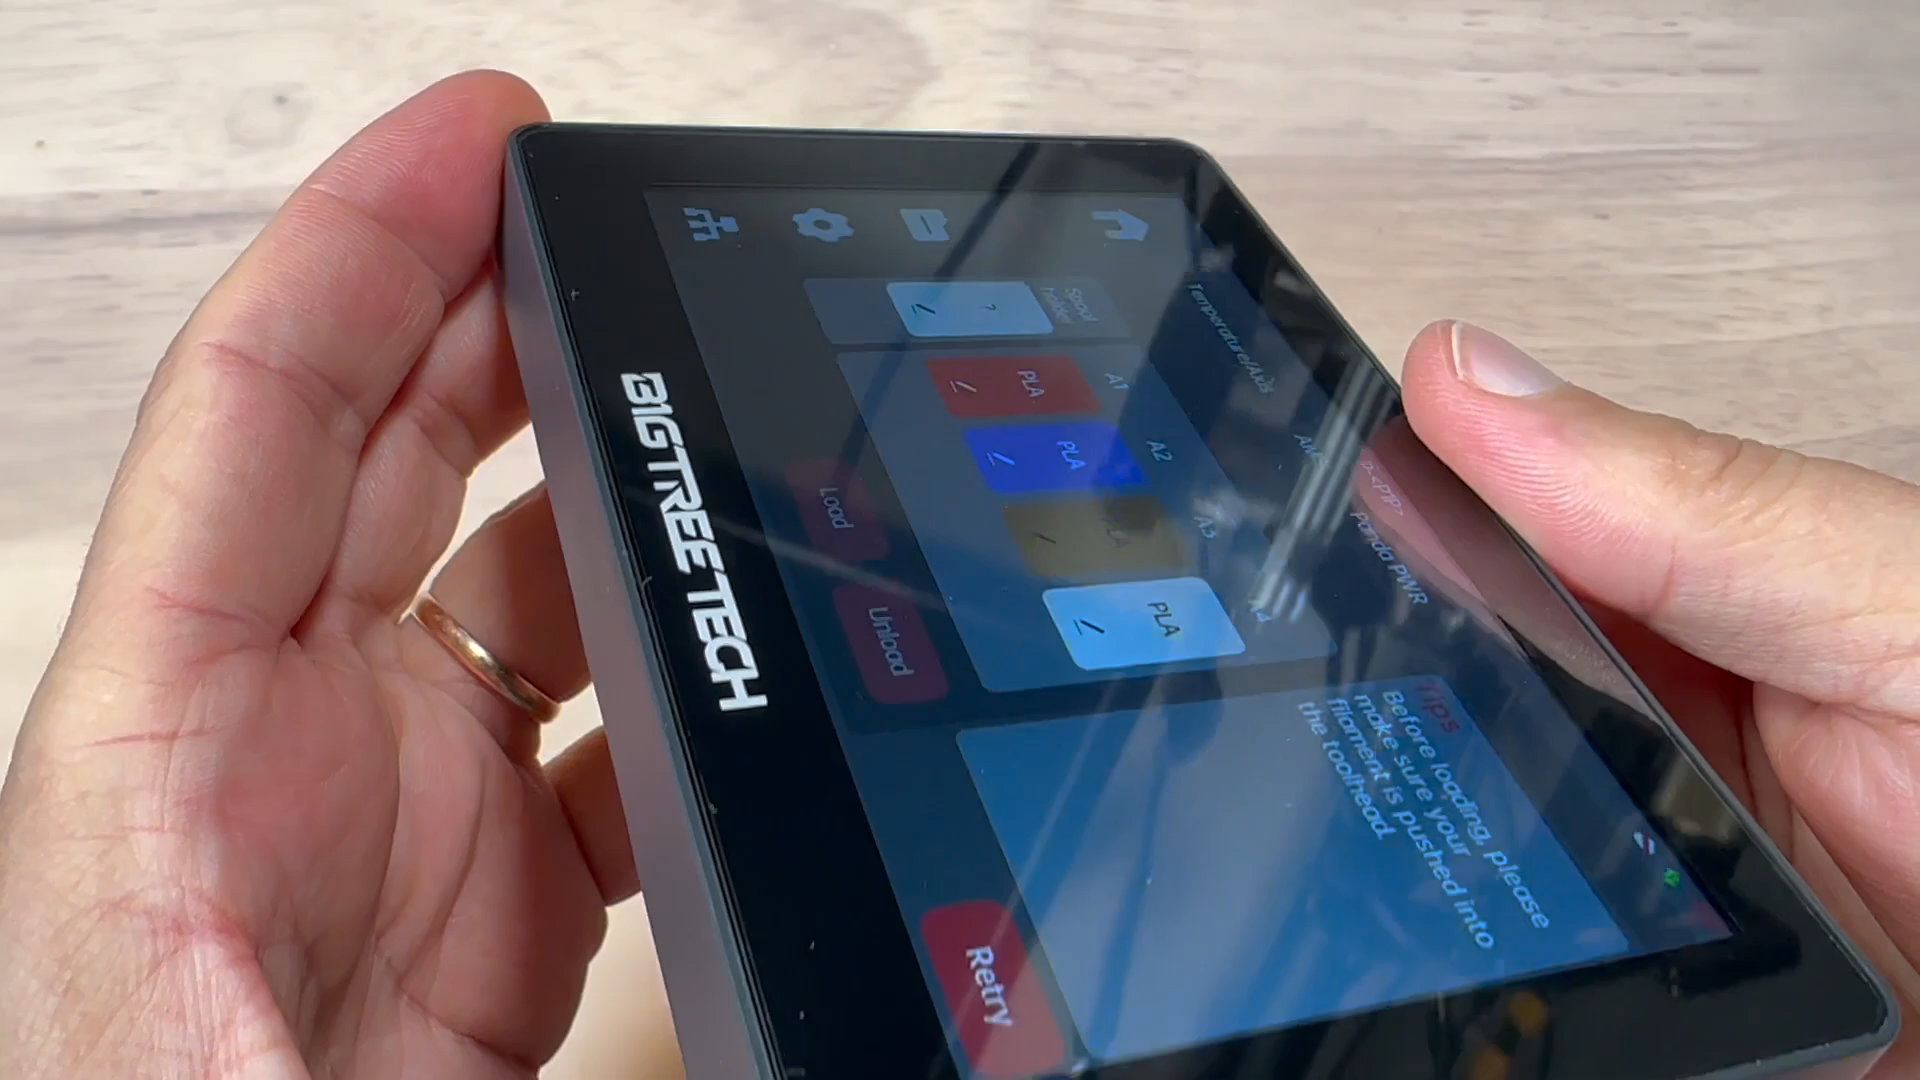 Temperature/Axis
Panda PWR
Spool
holder
?
A1
PLA
A2
PLA
A3
A4
PLA
Load
Unload
Tips
Before loading, please
make sure your
filament is pushed into
the toolhead.
Retry
BIGTREETECH